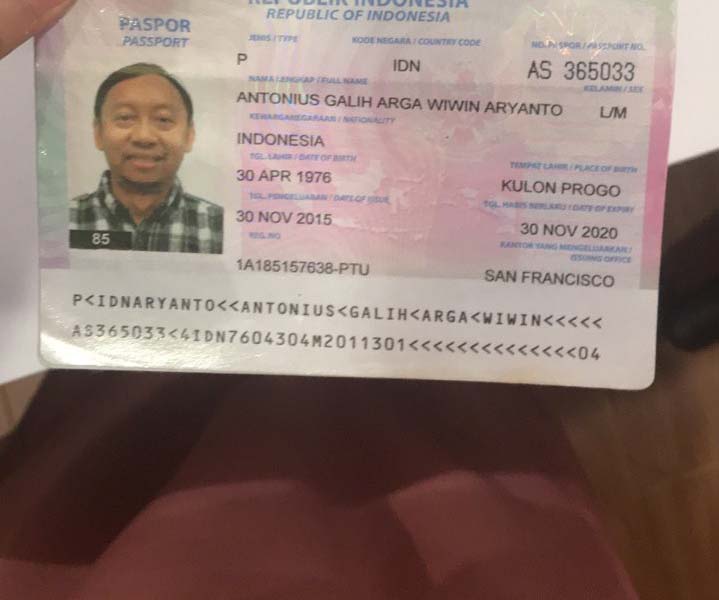 REPUBLIK INDONESIA
REPUBLIC OF INDONESIA
PASPOR
PASSPORT
JENIS / TYPE
KODE NEGARA / COUNTRY CODE
NO. PASPOR / PASSPORT NO.
P
IDN
AS 365033
NAMA LENGKAP / FULL NAME
KELAMIN / SEX
ANTONIUS GALIH ARGA WIWIN ARYANTO
L/M
KEWARGANEGARAAN / NATIONALITY
INDONESIA
TGL. LAHIR / DATE OF BIRTH
TEMPAT LAHIR / PLACE OF BIRTH
30 APR 1976
KULON PROGO
TGL. PENGELUARAN / DATE OF ISSUE
TGL. HABIS BERLAKU / DATE OF EXPIRY
30 NOV 2015
30 NOV 2020
REG. NO
KANTOR YANG MENGELUARKAN /
ISSUING OFFICE
1A185157638-PTU
SAN FRANCISCO
85
P<IDNARYANTO<<ANTONIUS<GALIH<ARGA<WIWIN<<<<<
AS365033<4IDN7604304M2011301<<<<<<<<<<<<<<04